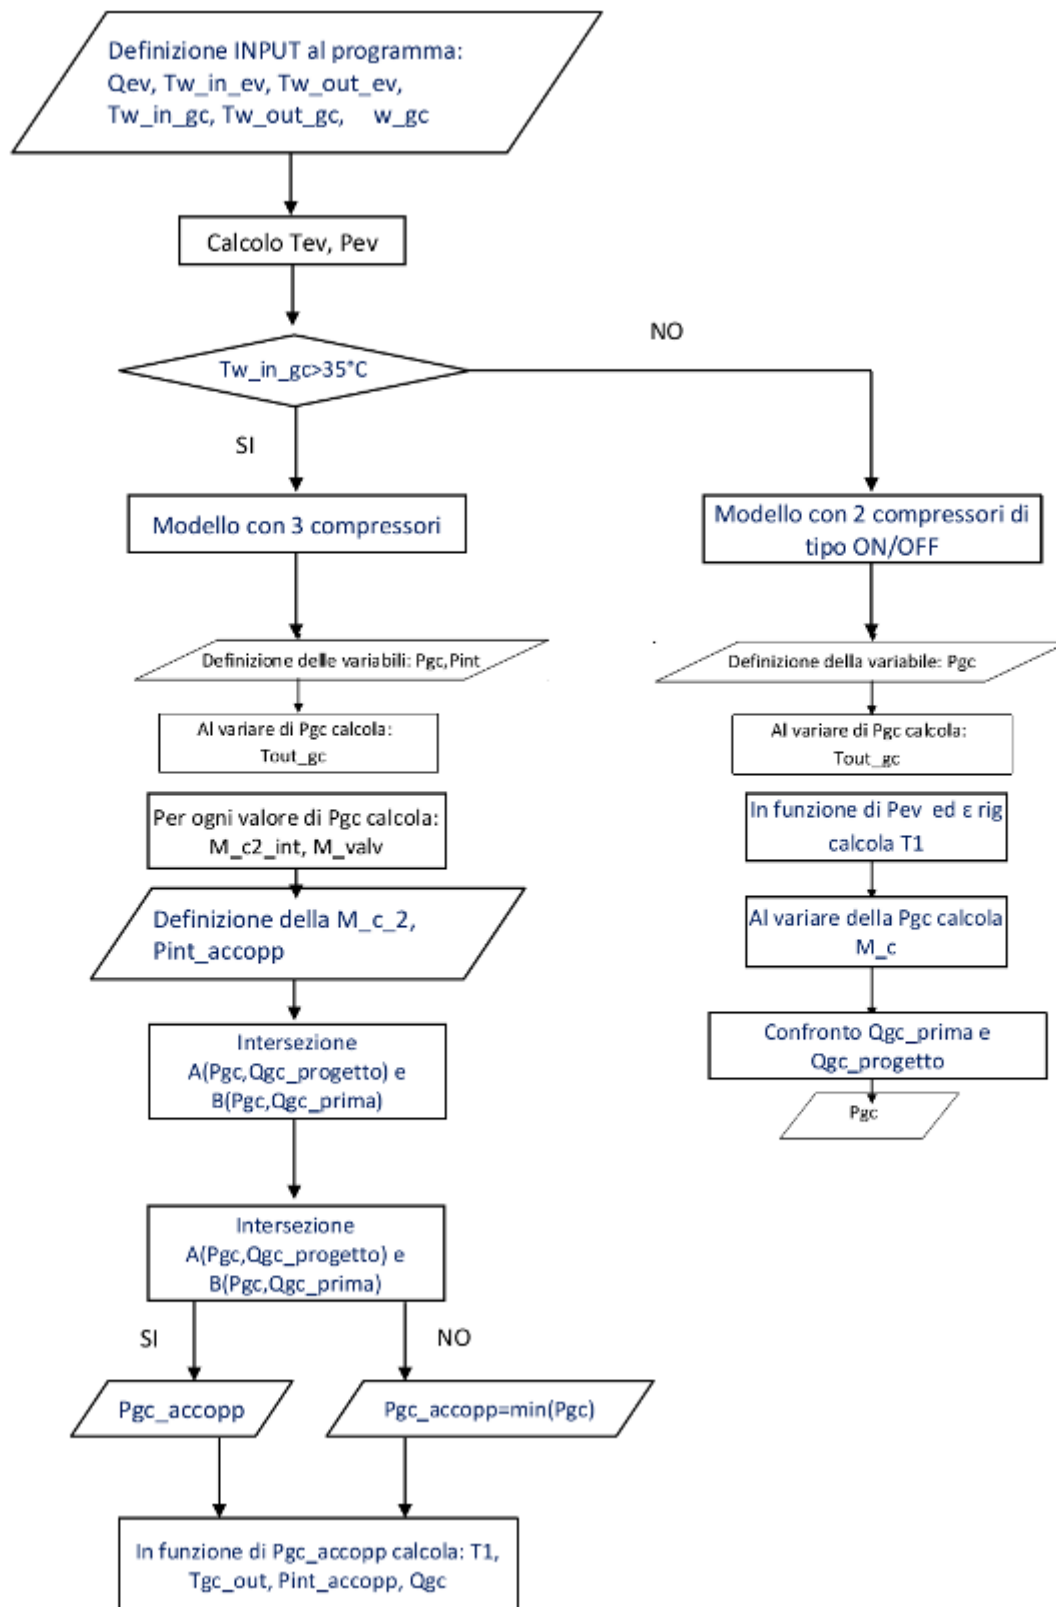 Definizione INPUT al programma:
Qev, Tw_in_ev, Tw_out_ev,
Tw_in_gc, Tw_out_gc, w_gc
Calcolo Tev, Pev
Tw_in_gc>35°C
NO
SI
Modello con 3 compressori
Definizione delle variabili: Pgc,Pint
Al variare di Pgc calcola:
Tout_gc
Per ogni valore di Pgc calcola:
M_c2_int, M_valv
Definizione della M_c_2,
Pint_accopp
Intersezione
A(Pgc,Qgc_progetto) e
B(Pgc,Qgc_prima)
Intersezione
A(Pgc,Qgc_progetto) e
B(Pgc,Qgc_prima)
SI
NO
Pgc_accopp
Pgc_accopp=min(Pgc)
In funzione di Pgc_accopp calcola: T1,
Tgc_out, Pint_accopp, Qgc
Modello con 2 compressori di
tipo ON/OFF
Definizione della variabile: Pgc
Al variare di Pgc calcola:
Tout_gc
In funzione di Pev ed ε rig
calcola T1
Al variare della Pgc calcola
M_c
Confronto Qgc_prima e
Qgc_progetto
Pgc